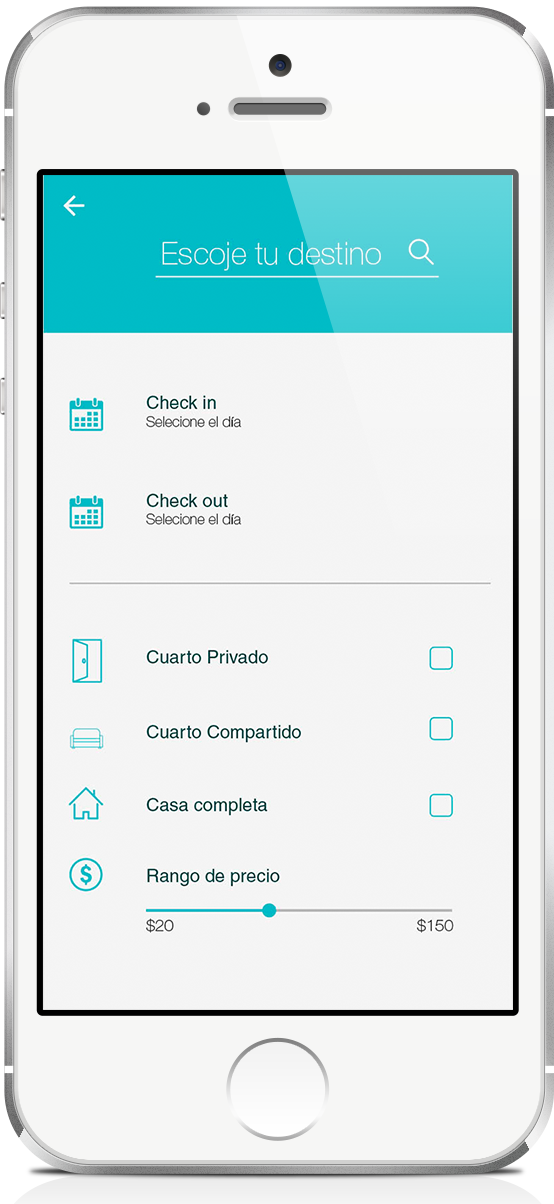 Escoje tu destino
Check in
Selecione el día
Check out
Selecione el día
Cuarto Privado
Cuarto Compartido
Casa completa
$
Rango de precio
$20
$150